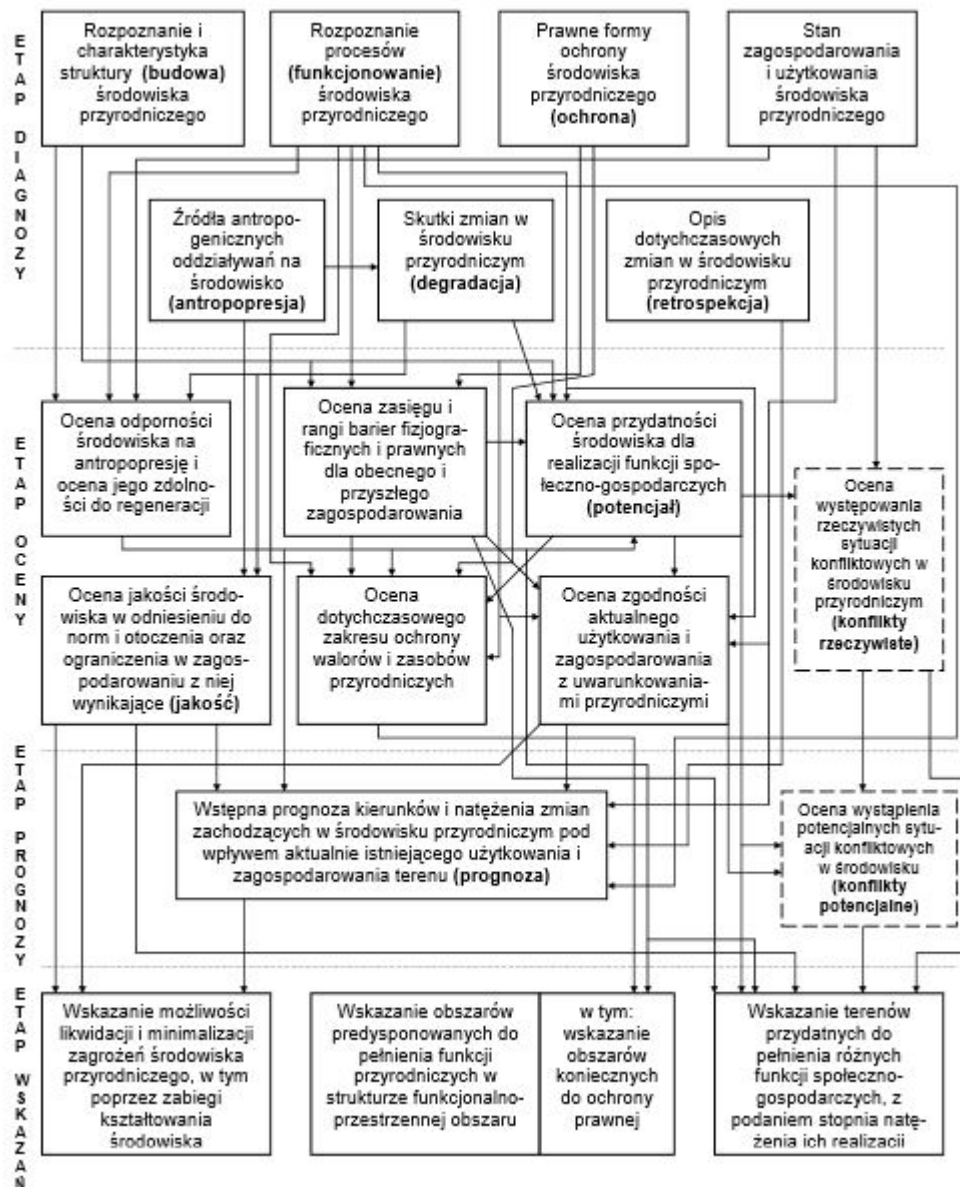 ETAP DIAGNOZY
Rozpoznanie i
charakterystyka
struktury (budowa)
środowiska
przyrodniczego
Rozpoznanie
procesów
(funkcjonowanie)
środowiska
przyrodniczego
Prawne formy
ochrony
środowiska
przyrodniczego
(ochrona)
Stan
zagospodarowania
i użytkowania
środowiska
przyrodniczego
Źródła antropo-
genicznych
oddziaływań na
środowisko
(antropopresja)
Skutki zmian w
środowisku
przyrodniczym
(degradacja)
Opis
dotychczasowych
zmian w środowisku
przyrodniczym
(retrospekcja)
ETAP OCENY
Ocena odporności
środowiska na
antropopresję i
ocena jego zdolno-
ści do regeneracji
Ocena zasięgu i
rangi barier fizjogra-
ficznych i prawnych
dla obecnego i
przyszłego
zagospodarowania
Ocena przydatności
środowiska dla
realizacji funkcji spo-
łeczno-gospodarczych
(potencjał)
Ocena
występowania
rzeczywistych
sytuacji
konfliktowych w
środowisku
przyrodniczym
(konflikty
rzeczywiste)
Ocena jakości środo-
wiska w odniesieniu do
norm i otoczenia oraz
ograniczenia w zagos-
podarowaniu z niej
wynikające (jakość)
Ocena
dotychczasowego
zakresu ochrony
walorów i zasobów
przyrodniczych
Ocena zgodności
aktualnego
użytkowania i
zagospodarowania
z uwarunkowania-
mi przyrodniczymi
ETAP PROGNOZY
Wstępna prognoza kierunków i natężenia zmian
zachodzących w środowisku przyrodniczym pod
wpływem aktualnie istniejącego użytkowania i
zagospodarowania terenu (prognoza)
Ocena wystąpienia
potencjalnych sytu-
acji konfliktowych
w środowisku
(konflikty
potencjalne)
ETAP WSKAZAŃ
Wskazanie możliwości
likwidacji i minimalizacji
zagrożeń środowiska
przyrodniczego, w tym
poprzez zabiegi
kształtowania
środowiska
Wskazanie obszarów
predysponowanych do
pełnienia funkcji
przyrodniczych w
strukturze funkcjonalno-
przestrzennej obszaru
w tym:
wskazanie
obszarów
koniecznych
do ochrony
prawnej
Wskazanie terenów
przydatnych do
pełnienia różnych
funkcji społeczno-
gospodarczych, z
podaniem stopnia natę-
żenia ich realizacji